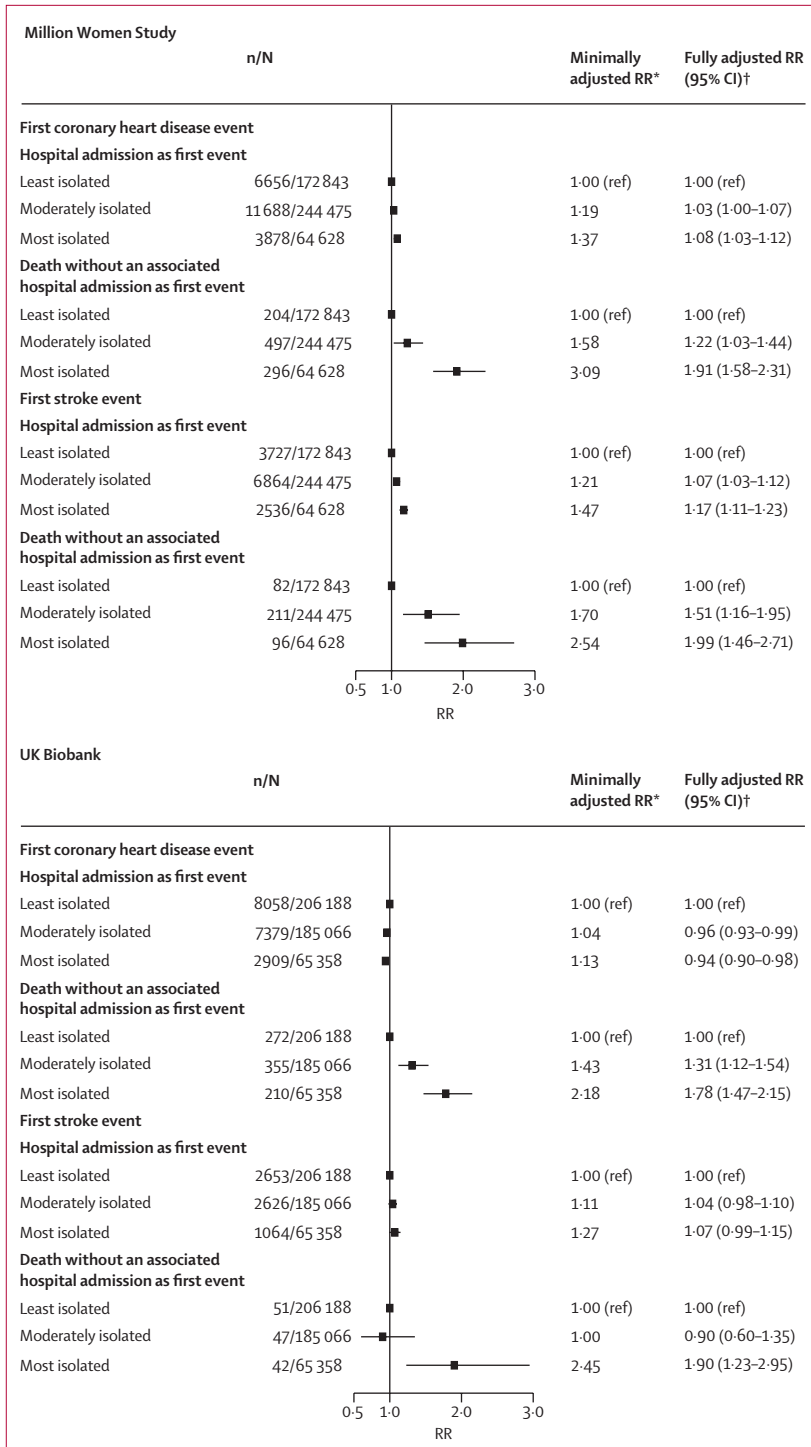 Million Women Study
n/N Minimally adjusted RR* Fully adjusted RR (95% CI)†
First coronary heart disease event
Hospital admission as first event
Least isolated 6656/172 843 1·00 (ref) 1·00 (ref)
Moderately isolated 11 688/244 475 1·19 1·03 (1·00–1·07)
Most isolated 3878/64 628 1·37 1·08 (1·03–1·12)
Death without an associated
hospital admission as first event
Least isolated 204/172 843 1·00 (ref) 1·00 (ref)
Moderately isolated 497/244 475 1·58 1·22 (1·03–1·44)
Most isolated 296/64 628 3·09 1·91 (1·58–2·31)
First stroke event
Hospital admission as first event
Least isolated 3727/172 843 1·00 (ref) 1·00 (ref)
Moderately isolated 6864/244 475 1·21 1·07 (1·03–1·12)
Most isolated 2536/64 628 1·47 1·17 (1·11–1·23)
Death without an associated
hospital admission as first event
Least isolated 82/172 843 1·00 (ref) 1·00 (ref)
Moderately isolated 211/244 475 1·70 1·51 (1·16–1·95)
Most isolated 96/64 628 2·54 1·99 (1·46–2·71)
0·5 1·0 2·0 3·0
RR
UK Biobank
n/N Minimally adjusted RR* Fully adjusted RR (95% CI)†
First coronary heart disease event
Hospital admission as first event
Least isolated 8058/206 188 1·00 (ref) 1·00 (ref)
Moderately isolated 7379/185 066 1·04 0·96 (0·93–0·99)
Most isolated 2909/65 358 1·13 0·94 (0·90–0·98)
Death without an associated
hospital admission as first event
Least isolated 272/206 188 1·00 (ref) 1·00 (ref)
Moderately isolated 355/185 066 1·43 1·31 (1·12–1·54)
Most isolated 210/65 358 2·18 1·78 (1·47–2·15)
First stroke event
Hospital admission as first event
Least isolated 2653/206 188 1·00 (ref) 1·00 (ref)
Moderately isolated 2626/185 066 1·11 1·04 (0·98–1·10)
Most isolated 1064/65 358 1·27 1·07 (0·99–1·15)
Death without an associated
hospital admission as first event
Least isolated 51/206 188 1·00 (ref) 1·00 (ref)
Moderately isolated 47/185 066 1·00 0·90 (0·60–1·35)
Most isolated 42/65 358 2·45 1·90 (1·23–2·95)
0·5 1·0 2·0 3·0
RR